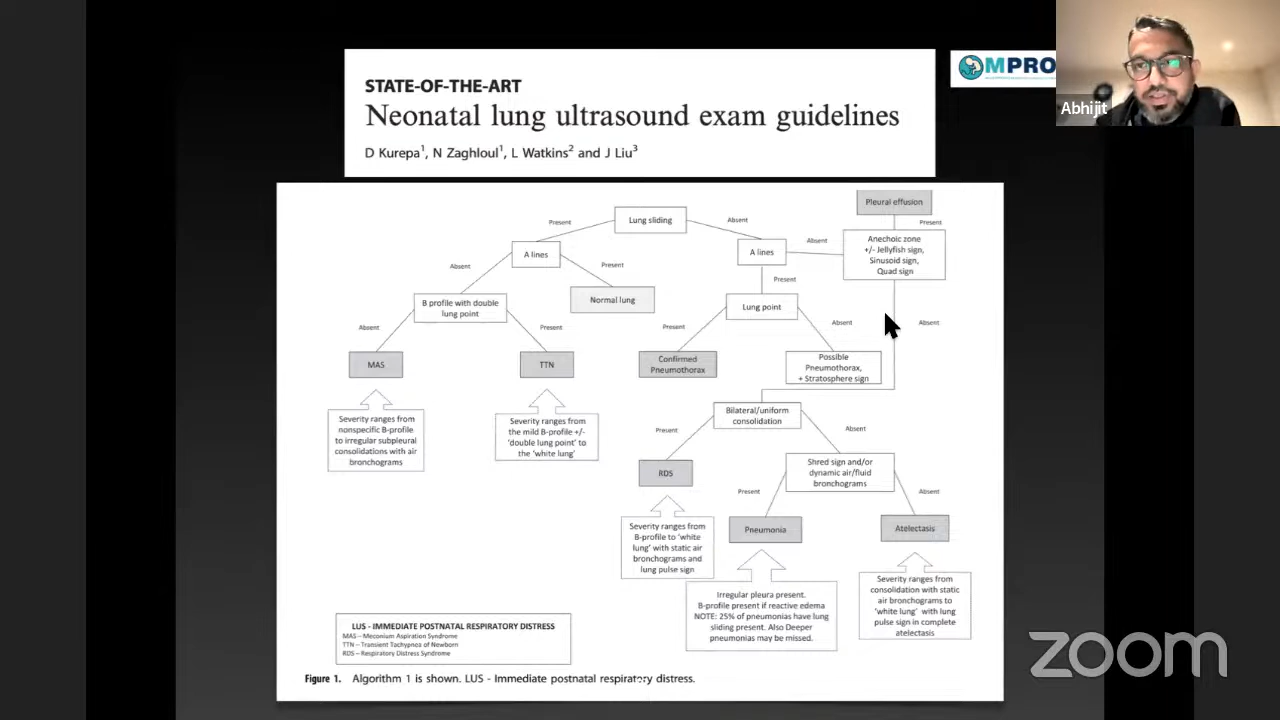 STATE-OF-THE-ART
Neonatal lung ultrasound exam guidelines
D Kurepa1, N Zaghloul1, L Watkins2 and J Liu3
MPRO
Abhijit
Pleural effusion
Lung sliding
Present
Absent
Present
A lines
A lines
Absent
Anechoic zone
+/- Jellyfish sign,
Sinusoid sign,
Quad sign
Absent
Present
Present
Normal lung
B profile with double
lung point
Lung point
Absent
Present
Present
Absent
Absent
MAS
TTN
Confirmed
Pneumothorax
Possible
Pneumothorax,
+ Stratosphere sign
Severity ranges from
nonspecific B-profile
to irregular subpleural
consolidations with air
bronchograms
Severity ranges from
the mild B-profile +/-
'double lung point' to
the 'white lung'
Bilateral/uniform
consolidation
Present
Absent
RDS
Shred sign and/or
dynamic air/fluid
bronchograms
Present
Absent
Severity ranges from
B-profile to 'white
lung' with static air
bronchograms and
lung pulse sign
Pneumonia
Atelectasis
Irregular pleura present.
B-profile present if reactive edema
NOTE: 25% of pneumonias have lung
sliding present. Also Deeper
pneumonias may be missed.
Severity ranges from
consolidation with static
air bronchograms to
'white lung' with lung
pulse sign in complete
atelectasis
LUS - IMMEDIATE POSTNATAL RESPIRATORY DISTRESS
MAS – Meconium Aspiration Syndrome
TTN – Transient Tachypnea of Newborn
RDS – Respiratory Distress Syndrome
Figure 1. Algorithm 1 is shown. LUS - Immediate postnatal respiratory distress.
zoom